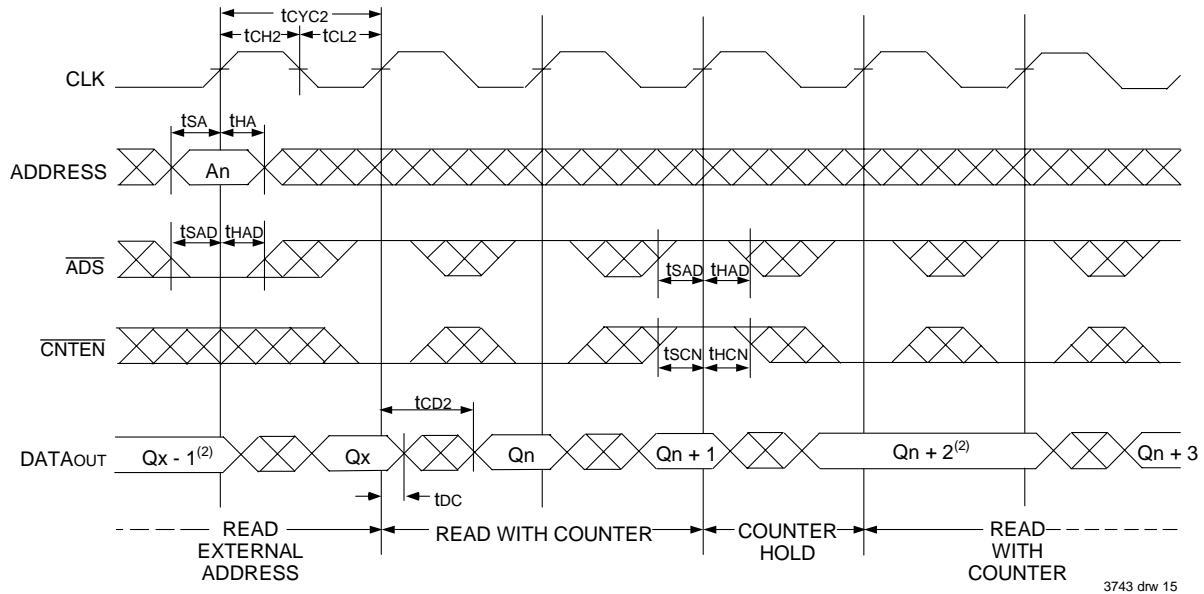 tCYC2
tCH2 tCL2
CLK
tSA tHA
ADDRESS An
tSAD tHAD
ADS
tSAD tHAD
CNTEN
tSCN tHCN
tCD2
DATAOUT Qx - 1(2) Qx Qn Qn + 1 Qn + 2(2) Qn + 3
tDC
READ EXTERNAL ADDRESS
READ WITH COUNTER
COUNTER HOLD
READ WITH COUNTER
3743 drw 15